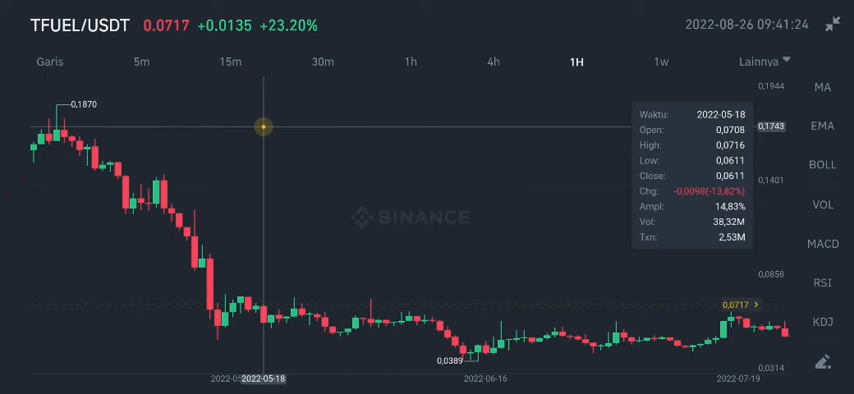 TFUEL/USDT 0.0717 +0.0135 +23.20% 2022-08-26 09:41:24
Garis 5m 15m 30m 1h 4h 1H 1w Lainnya
MA
EMA
BOLL
VOL
MACD
RSI
KDJ
0,1944
0,1743
0,1401
0,0858
0,0314
0,1870
Waktu: 2022-05-18
Open: 0,0708
High: 0,0716
Low: 0,0611
Close: 0,0611
Chg: -0,0098(-13,82%)
Ampl: 14,83%
Vol: 38,32M
Txn: 2,53M
BINANCE
0,0717 >
0,0389
2022-05-18 2022-06-16 2022-07-19